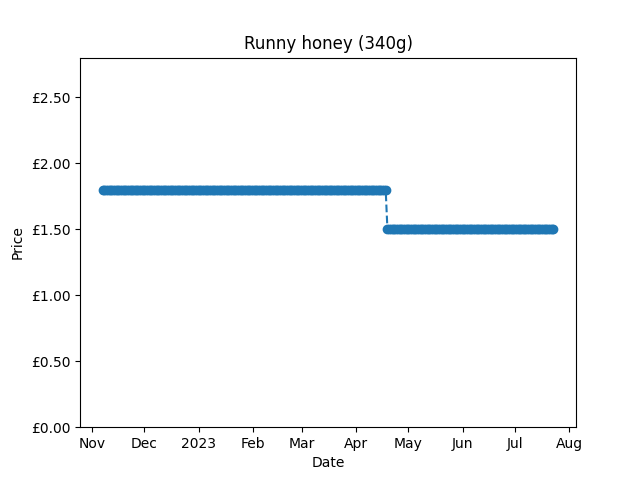 Runny honey (340g)
£2.50
£2.00
£1.50
£1.00
£0.50
£0.00
Price
Nov Dec 2023 Feb Mar Apr May Jun Jul Aug
Date